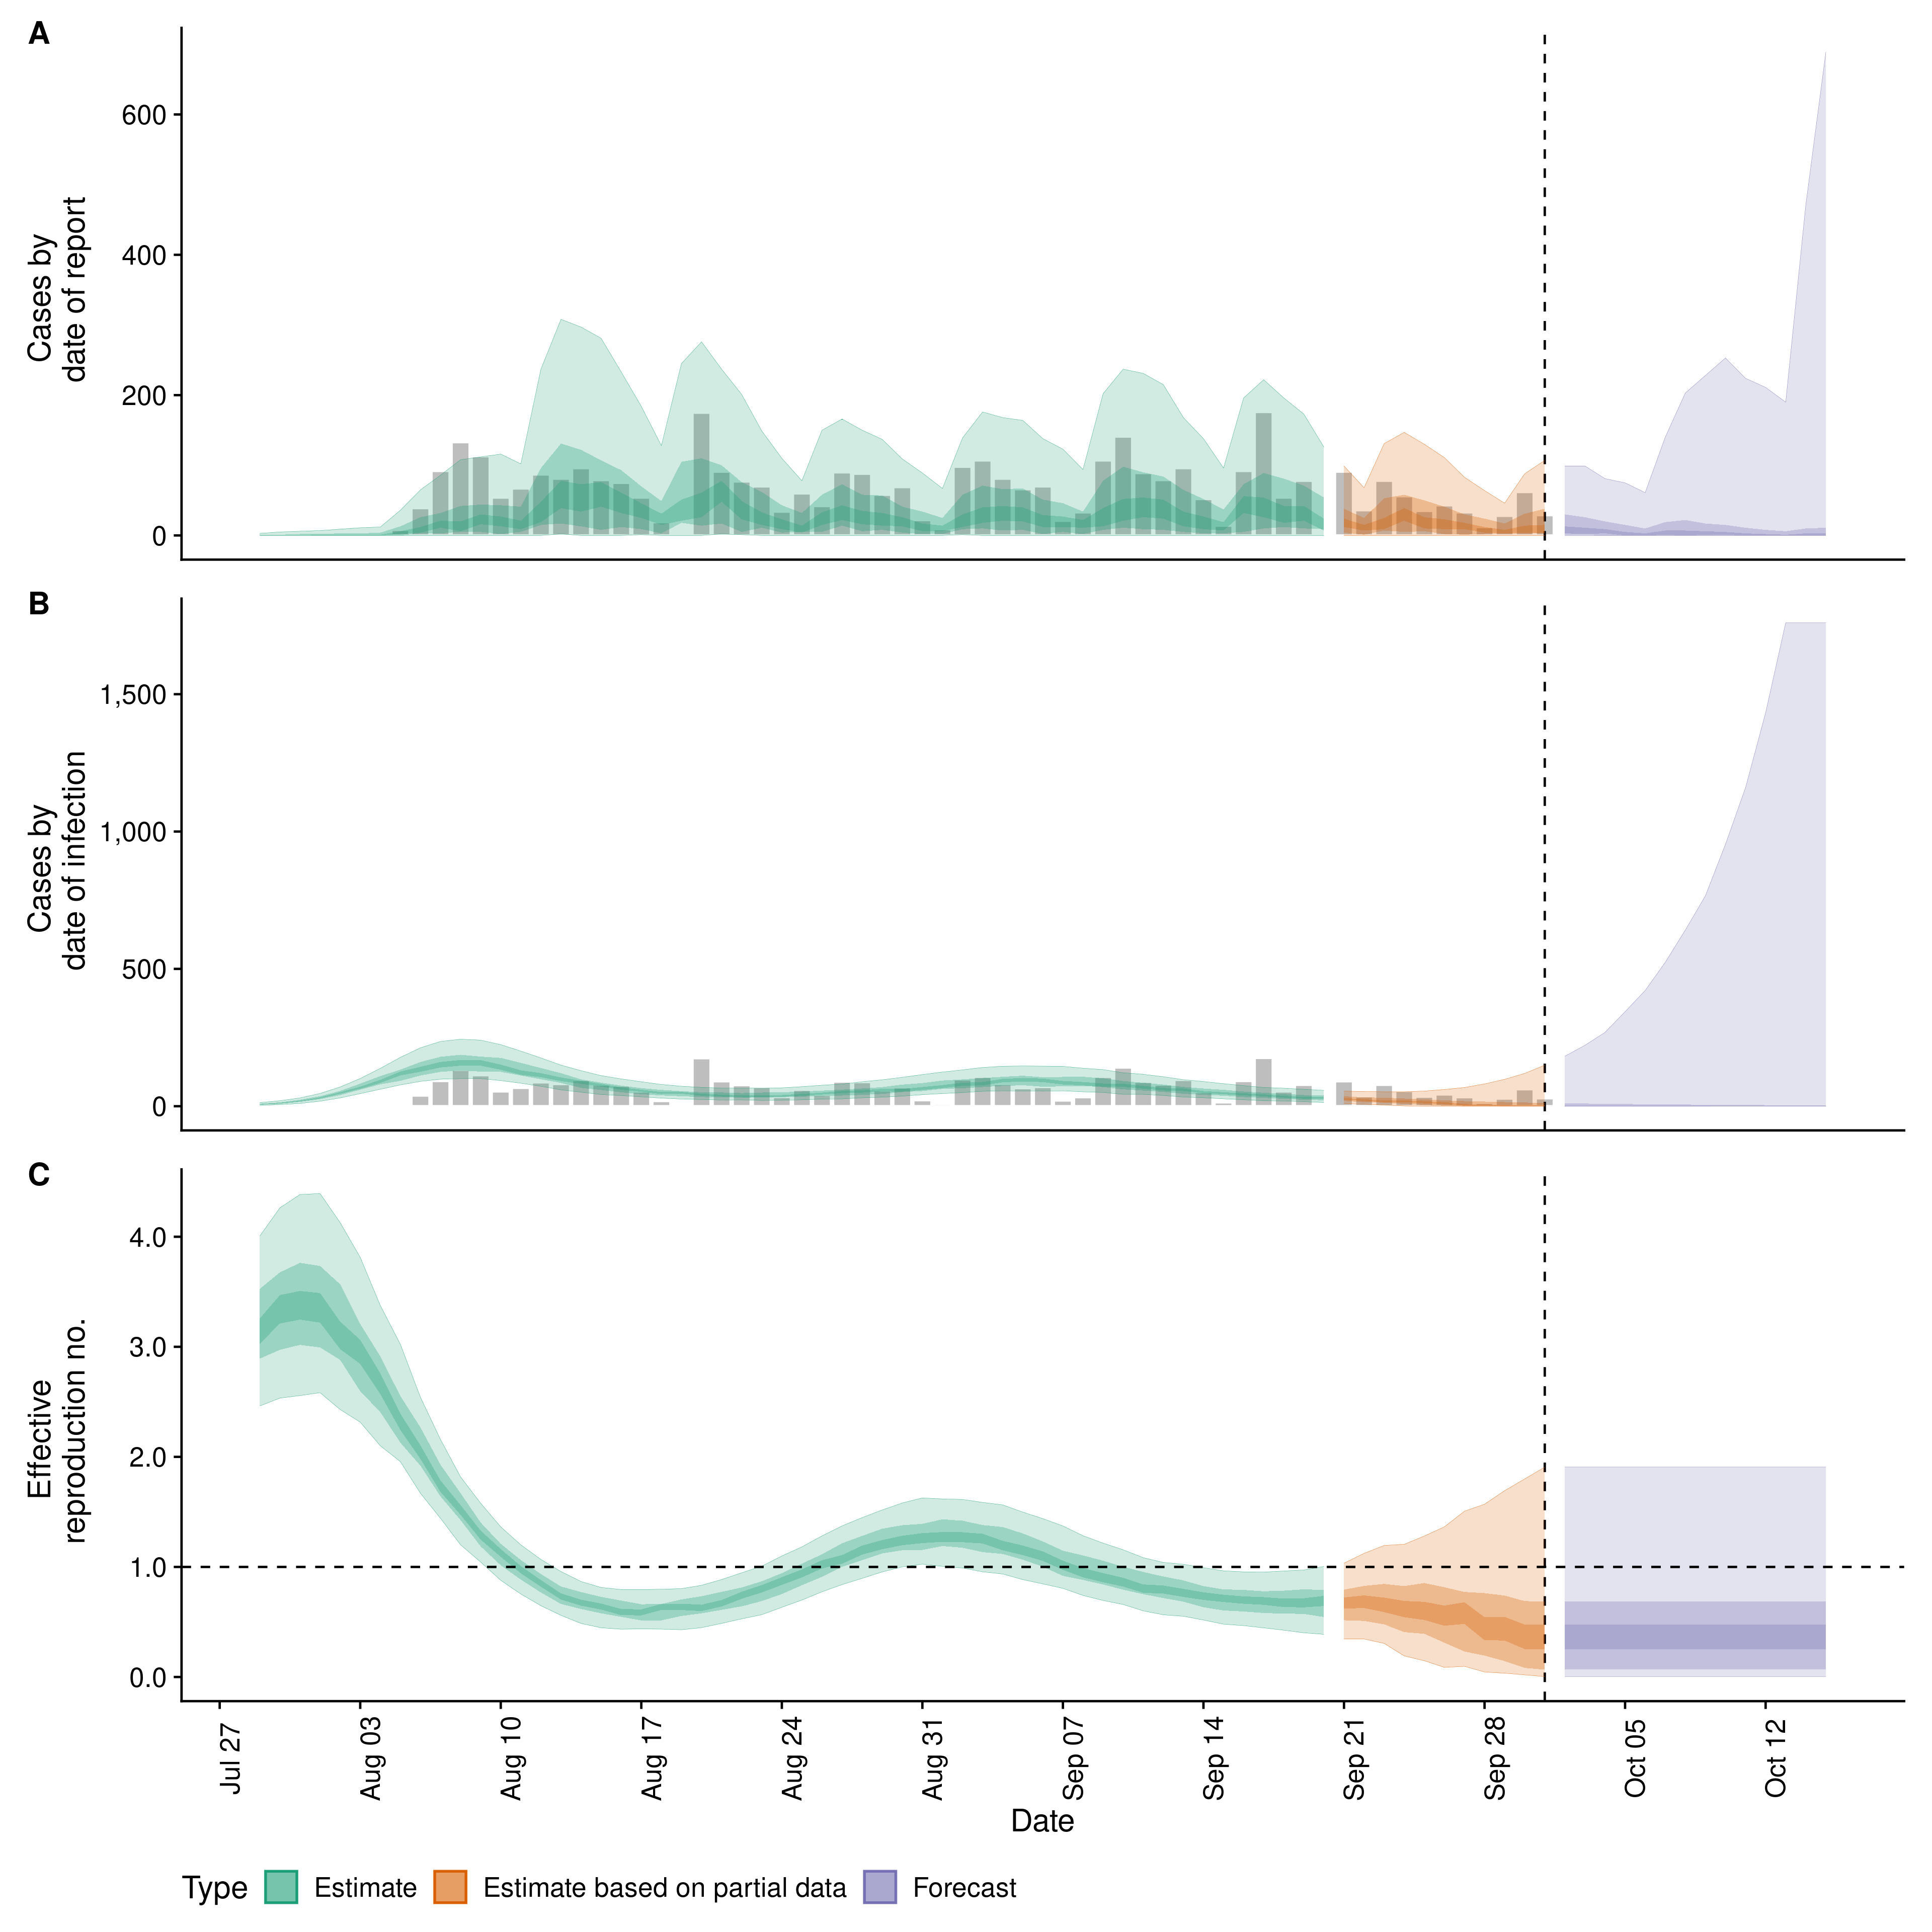 A
Cases by
date of report
600
400
200
0
B
Cases by
date of infection
1,500
1,000
500
0
C
Effective
reproduction no.
4.0
3.0
2.0
1.0
0.0
Jul 27
Aug 03
Aug 10
Aug 17
Aug 24
Aug 31
Sep 07
Sep 14
Sep 21
Sep 28
Oct 05
Oct 12
Date
Type Estimate Estimate based on partial data Forecast